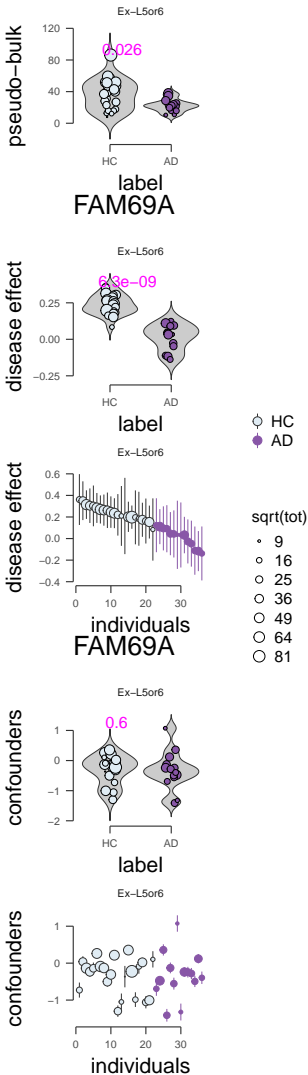 Ex-L5or6
pseudo-bulk
120
80
40
0
0.026
HC
AD
label
FAM69A
Ex-L5or6
disease effect
0.25
0.00
−0.25
6.3e−09
HC
AD
label
HC
AD
sqrt(tot)
9
16
25
36
49
64
81
Ex-L5or6
disease effect
0.6
0.4
0.2
0.0
−0.2
−0.4
0
10
20
30
individuals
FAM69A
Ex-L5or6
confounders
1
0
−1
−2
0.6
HC
AD
label
Ex-L5or6
confounders
1
0
−1
0
10
20
30
individuals